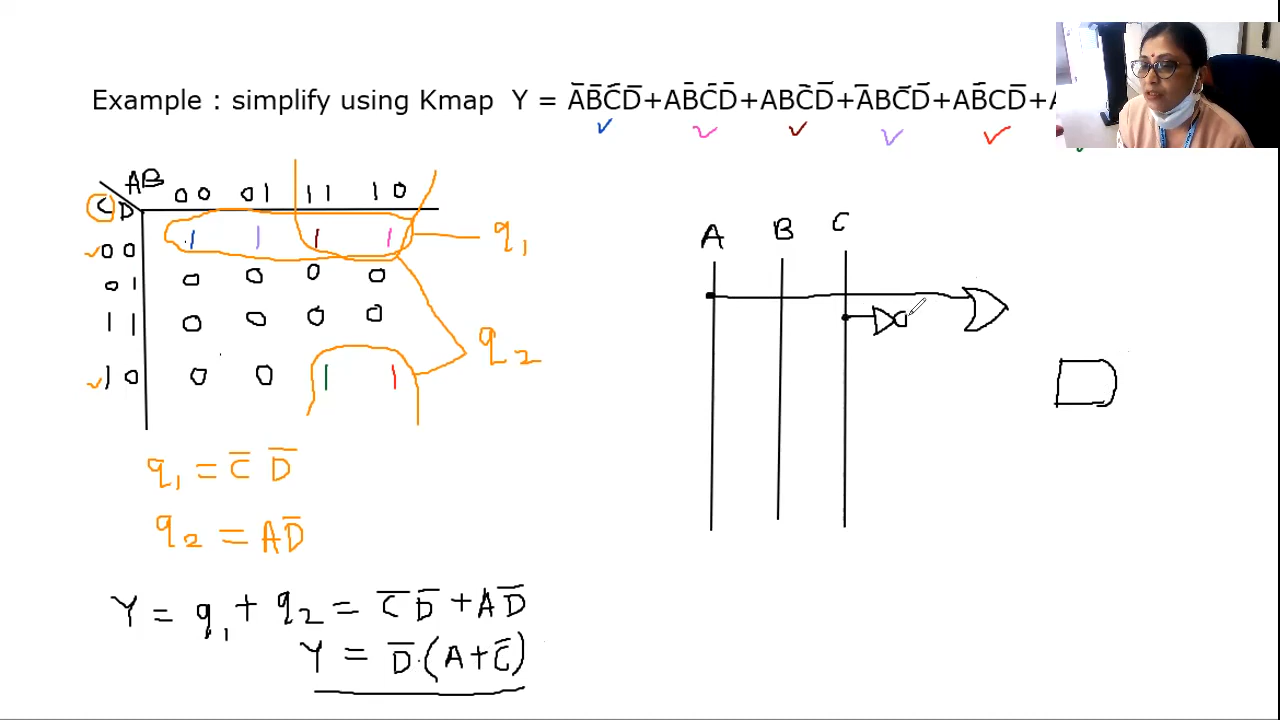 Example : simplify using Kmap Y = A̅B̅C̅D̅+AB̅C̅D̅+ABC̅D̅+A̅BC̅D̅+AB̅CD̅+A
AB
00 01 11 10
CD
00 1 1 1 1
01 0 0 0 0
11 0 0 0 0
10 0 0 1 1
q₁
q₂
q₁ = C̅ D̅
q₂ = AD̅
Y = q₁ + q₂ = C̅ D̅ + AD̅
Y = D̅.(A+C̅)
A B C